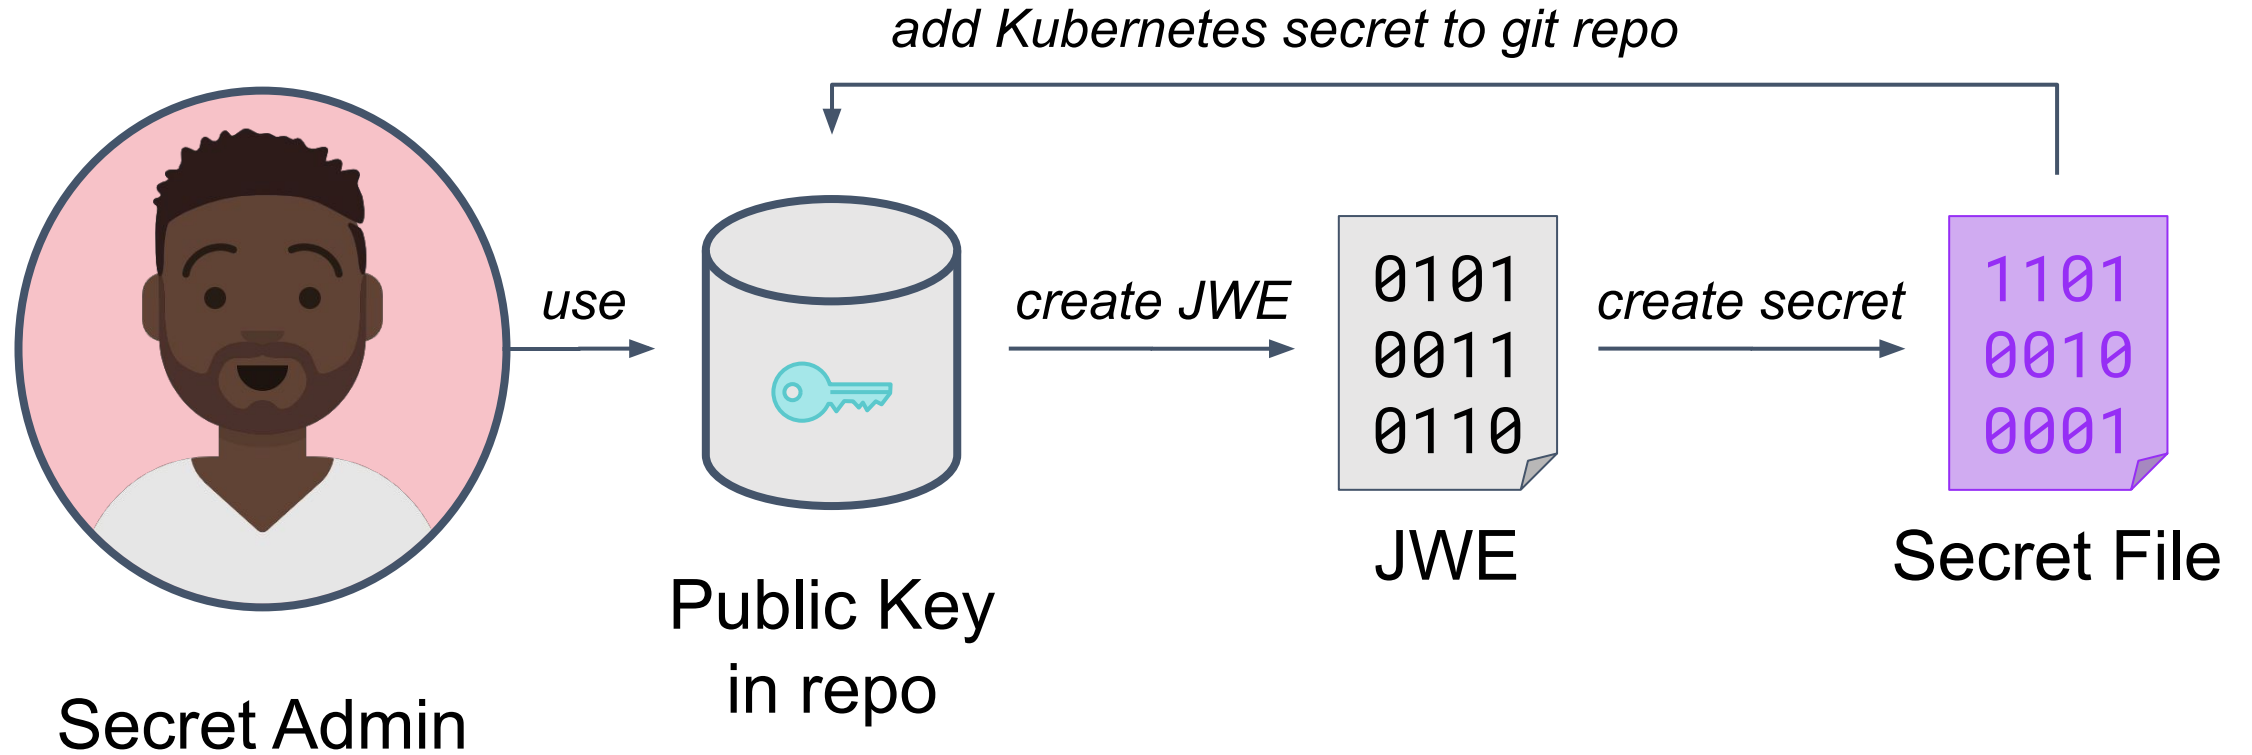 add Kubernetes secret to git repo
use
create JWE
0101
0011
0110
create secret
1101
0010
0001
JWE
Secret File
Public Key
in repo
Secret Admin